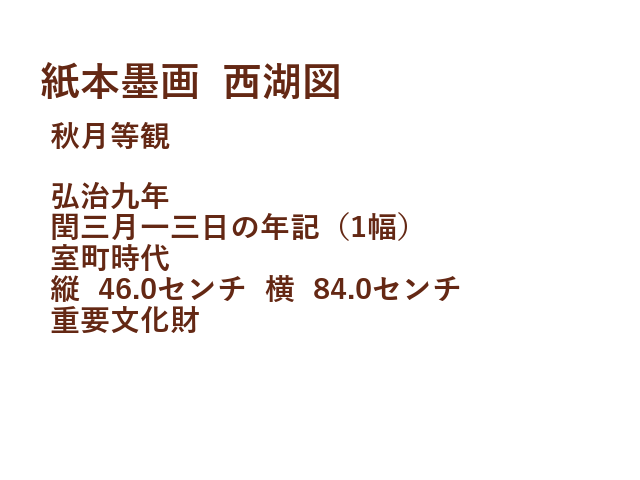 紙本墨画 西湖図
秋月等観
弘治九年
閏三月一三日の年記（1幅）
室町時代
縦 46.0センチ 横 84.0センチ
重要文化財